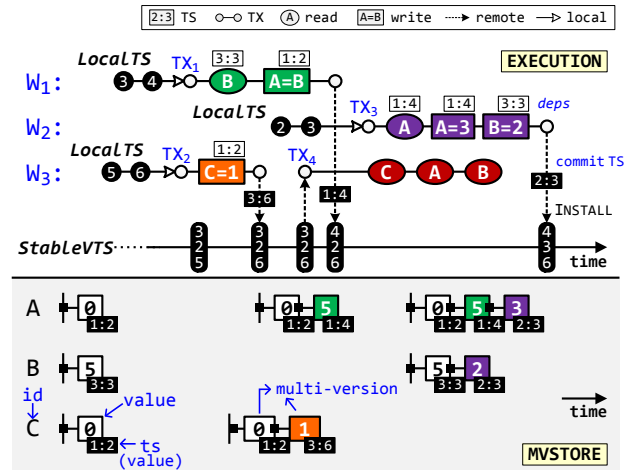 2:3 TS TX A read A=B write remote local
EXECUTION
LocalTS TX1 3:3 1:2
W1: 3 4 B A=B
LocalTS TX3 1:4 1:4 3:3 deps
W2: 2 3 A A=3 B=2
LocalTS TX2 1:2 TX4
W3: 5 6 C=1 C A B
commit TS
3:6 1:4 2:3
INSTALL
StableVTS 3 2 5 3 2 6 3 2 6 4 2 6 4 3 6
time
A 0 1:2 0 1:2 5 1:4 0 1:2 5 1:4 3 2:3
B 5 3:3 5 3:3 2 2:3
id value multi-version
time
C 0 1:2 0 1:2 1 3:6
ts
(value)
MVSTORE